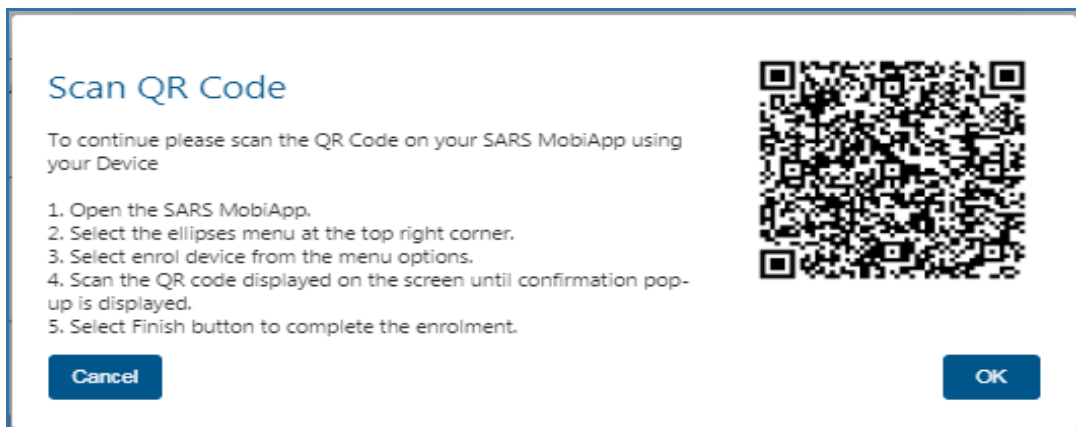 Scan QR Code
To continue please scan the QR Code on your SARS MobiApp using
your Device
1. Open the SARS MobiApp.
2. Select the ellipses menu at the top right corner.
3. Select enrol device from the menu options.
4. Scan the QR code displayed on the screen until confirmation pop-
up is displayed.
5. Select Finish button to complete the enrolment.
Cancel
OK